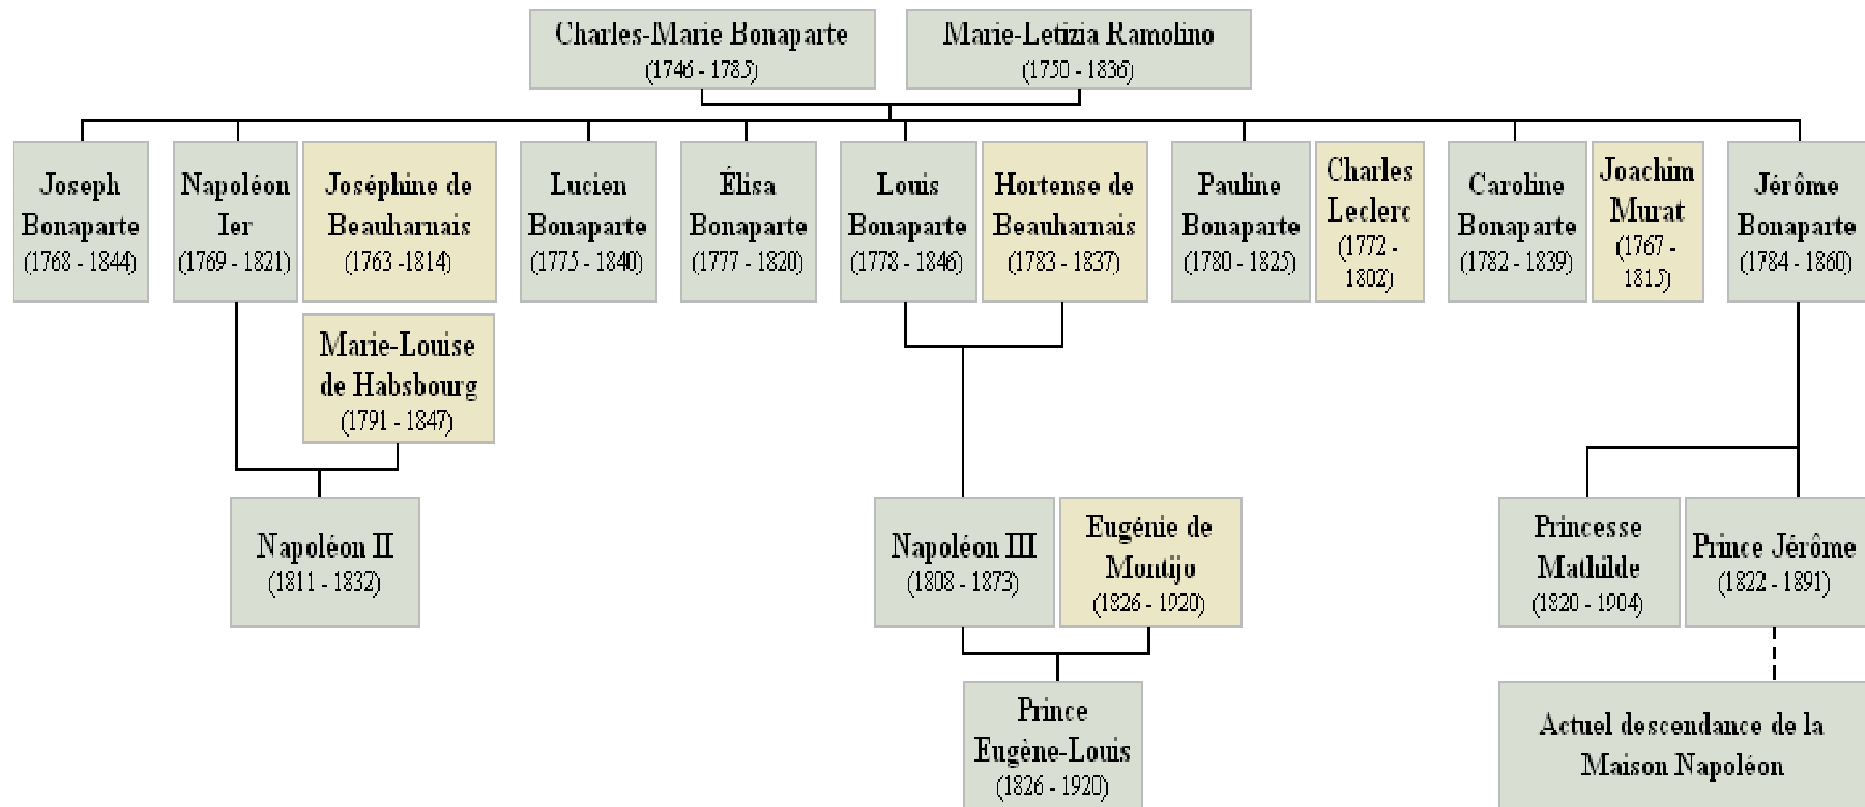 Charles-Marie Bonaparte
(1746 - 1785)
Marie-Letizia Ramolino
(1750 - 1836)
Joseph
Bonaparte
(1768 - 1844)
Napoléon
Ier
(1769 - 1821)
Joséphine de
Beauharnais
(1763 -1814)
Lucien
Bonaparte
(1775 - 1840)
Élisa
Bonaparte
(1777 - 1820)
Louis
Bonaparte
(1778 - 1846)
Hortense de
Beauharnais
(1783 - 1837)
Pauline
Bonaparte
(1780 - 1825)
Charles
Leclerc
(1772 -
1802)
Caroline
Bonaparte
(1782 - 1839)
Joachim
Murat
(1767 -
1815)
Jérôme
Bonaparte
(1784 - 1860)
Marie-Louise
de Habsbourg
(1791 - 1847)
Napoléon II
(1811 - 1832)
Napoléon III
(1808 - 1873)
Eugénie de
Montijo
(1826 - 1920)
Princesse
Mathilde
(1820 - 1904)
Prince Jérôme
(1822 - 1891)
Prince
Eugène-Louis
(1826 - 1920)
Actuel descendance de la
Maison Napoléon